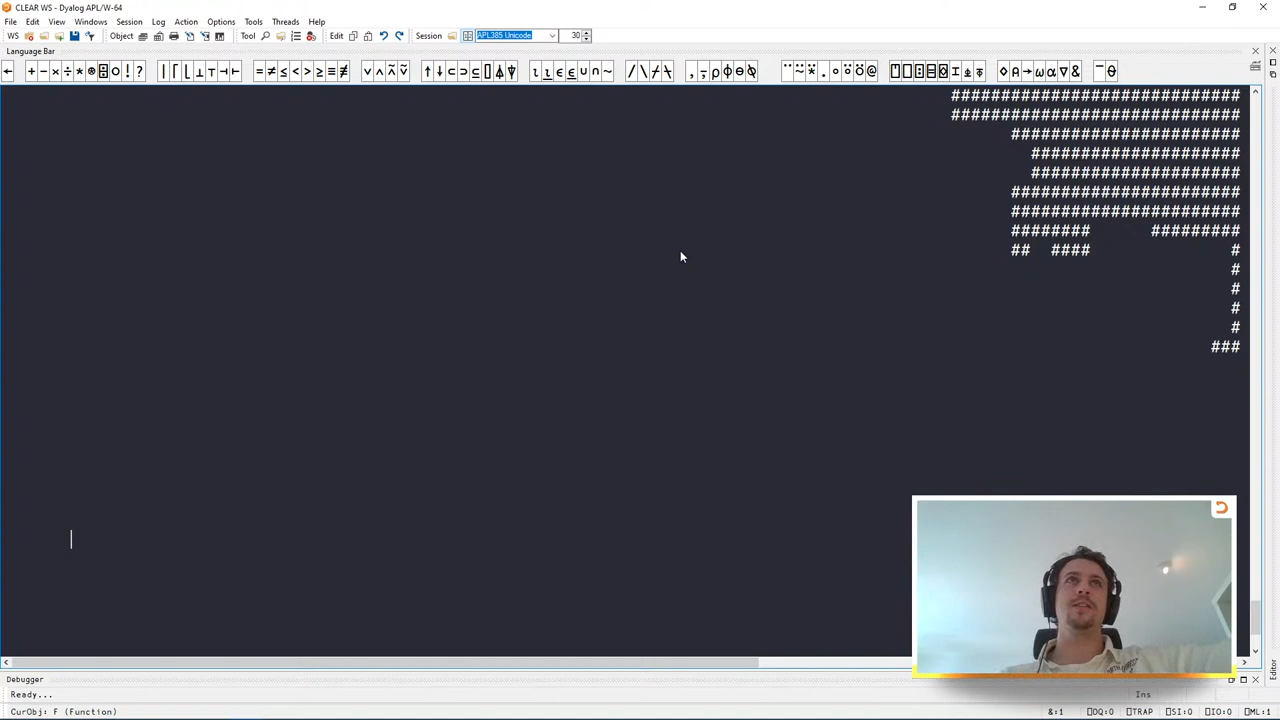 CLEAR WS - Dyalog APL/W-64
File Edit View Windows Session Log Action Options Tools Threads Help
WS Object Tool Edit Session APL385 Unicode 30
Language Bar
← + - × ÷ * ⍟ ⌹ ○ ! ? | ⌈ ⌊ ⊥ ⊤ ⊣ ⊢ = ≠ ≤ < > ≥ ≡ ≢ ∨ ∧ ⍲ ⍱ ↑ ↓ ⊂ ⊃ ⊆ ⌷ ⍋ ⍒ ⍳ ⍸ ∊ ⍷ ∪ ∩ ~ / \ ⌿ ⍀ , ⍪ ⍴ ⌽ ⊖ ⍉ ¨ ⍨ ⍣ . ∘ ⍤ ⍥ @ ⍞ ⎕ ⍠ ⌸ ⌺ ⌶ ⍎ ⍕ ⋄ ⍝ → ⍵ ⍺ ∇ & ¯ ⍬
#############################
#############################
#######################
#####################
#####################
#######################
#######################
######## #########
## #### #
#
#
#
#
###
Editor
Debugger
Ready...
Ins
CurObj: F (Function)
&:1 ⎕DQ:0 ⎕TRAP ⎕SI:0 ⎕IO:0 ⎕ML:1